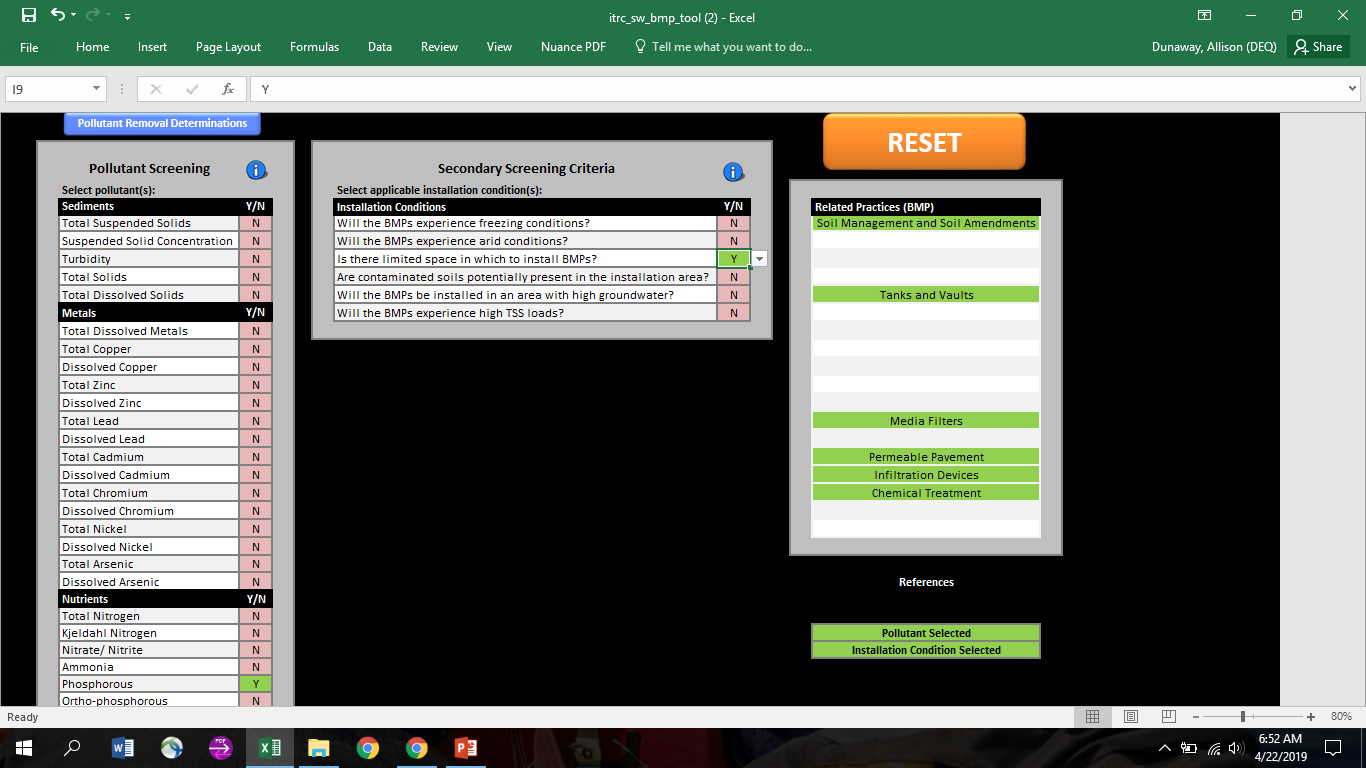 itrc_sw_bmp_tool (2) - Excel
File Home Insert Page Layout Formulas Data Review View Nuance PDF Tell me what you want to do... Dunaway, Allison (DEQ) Share
I9 fx Y
Pollutant Removal Determinations
RESET
Pollutant Screening
Select pollutant(s):
Sediments Y/N
Total Suspended Solids N
Suspended Solid Concentration N
Turbidity N
Total Solids N
Total Dissolved Solids N
Metals Y/N
Total Dissolved Metals N
Total Copper N
Dissolved Copper N
Total Zinc N
Dissolved Zinc N
Total Lead N
Dissolved Lead N
Total Cadmium N
Dissolved Cadmium N
Total Chromium N
Dissolved Chromium N
Total Nickel N
Dissolved Nickel N
Total Arsenic N
Dissolved Arsenic N
Nutrients Y/N
Total Nitrogen N
Kjeldahl Nitrogen N
Nitrate/ Nitrite N
Ammonia N
Phosphorous Y
Ortho-phosphorous N
Secondary Screening Criteria
Select applicable installation condition(s):
Installation Conditions Y/N
Will the BMPs experience freezing conditions? N
Will the BMPs experience arid conditions? N
Is there limited space in which to install BMPs? Y
Are contaminated soils potentially present in the installation area? N
Will the BMPs be installed in an area with high groundwater? N
Will the BMPs experience high TSS loads? N
Related Practices (BMP)
Soil Management and Soil Amendments
Tanks and Vaults
Media Filters
Permeable Pavement
Infiltration Devices
Chemical Treatment
References
Pollutant Selected
Installation Condition Selected
Ready 80%
6:52 AM
4/22/2019